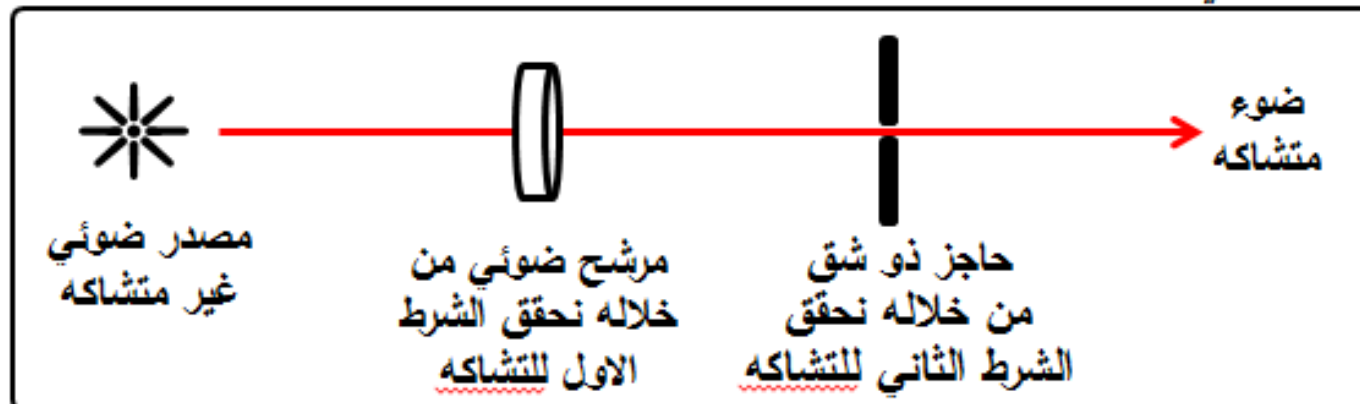 ضوء
متشاكه
مصدر ضوئي
غير متشاكه
مرشح ضوئي من
خلاله نحقق الشرط
الاول للتشاكه
حاجز ذو شق
من خلاله نحقق
الشرط الثاني للتشاكه